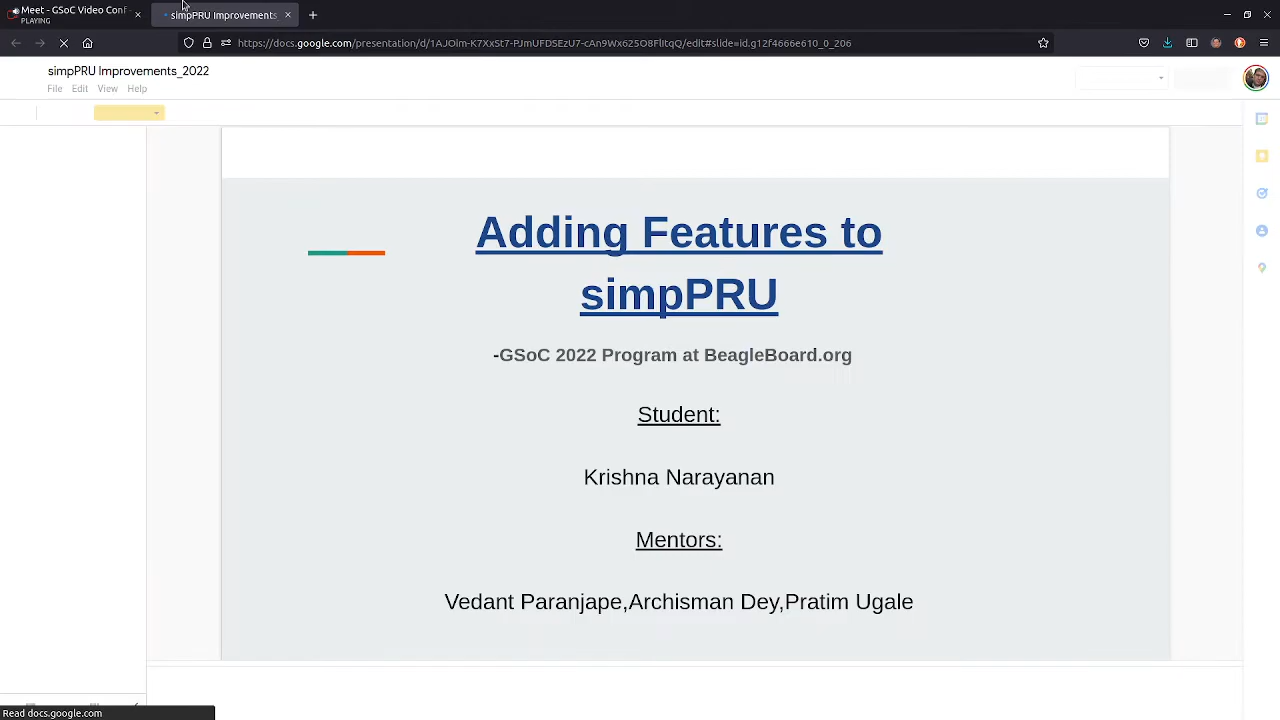 Meet - GSoC Video Conf
PLAYING
simpPRU Improvements
https://docs.google.com/presentation/d/1AJOlm-K7XxSt7-PJmUFDSEzU7-cAn9Wx625O8FlItqQ/edit#slide=id.g12f4666e610_0_206
simpPRU Improvements_2022
File Edit View Help
Adding Features to
simpPRU
-GSoC 2022 Program at BeagleBoard.org
Student:
Krishna Narayanan
Mentors:
Vedant Paranjape,Archisman Dey,Pratim Ugale
Read docs.google.com